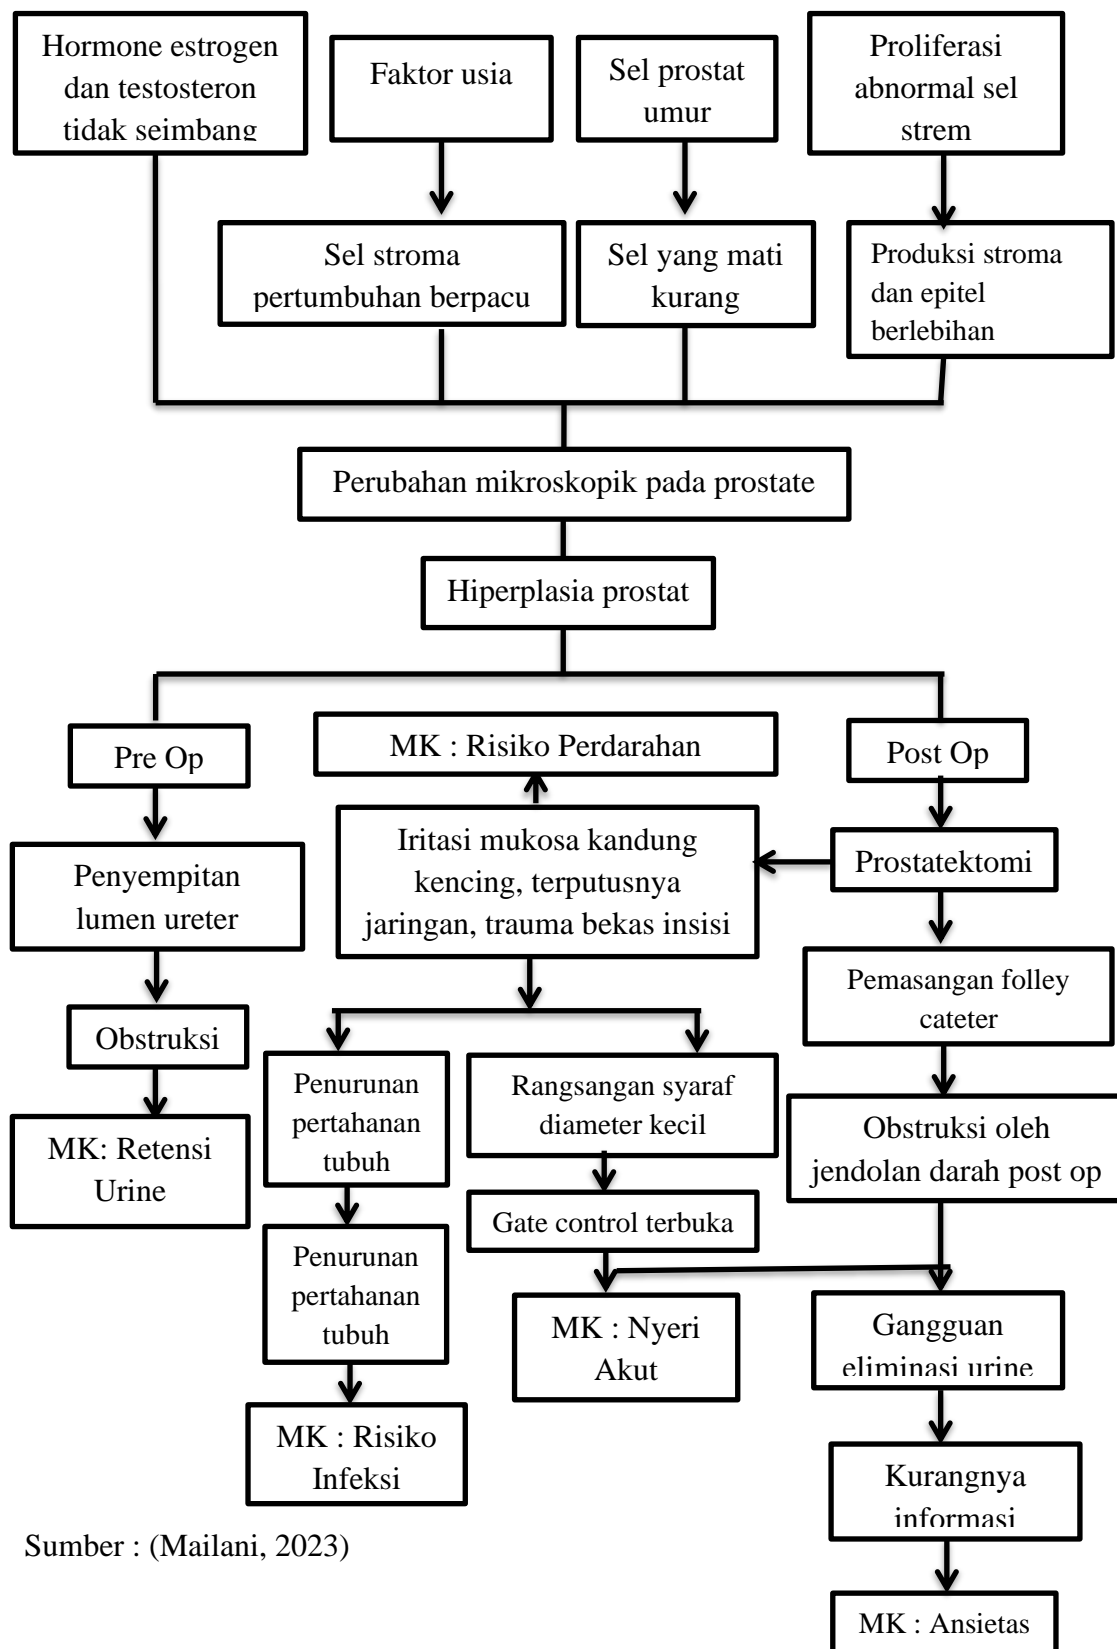 Hormone estrogen
dan testosteron
tidak seimbang
Faktor usia
Sel prostat
umur
Proliferasi
abnormal sel
strem
Sel stroma
pertumbuhan berpacu
Sel yang mati
kurang
Produksi stroma
dan epitel
berlebihan
Perubahan mikroskopik pada prostate
Hiperplasia prostat
Pre Op
MK : Risiko Perdarahan
Post Op
Penyempitan
lumen ureter
Iritasi mukosa kandung
kencing, terputusnya
jaringan, trauma bekas insisi
Prostatektomi
Pemasangan folley
cateter
Obstruksi
Penurunan
pertahanan
tubuh
Rangsangan syaraf
diameter kecil
Obstruksi oleh
jendolan darah post op
MK: Retensi
Urine
Gate control terbuka
Penurunan
pertahanan
tubuh
MK : Nyeri
Akut
Gangguan
eliminasi urine
MK : Risiko
Infeksi
Kurangnya
informasi
Sumber : (Mailani, 2023)
MK : Ansietas